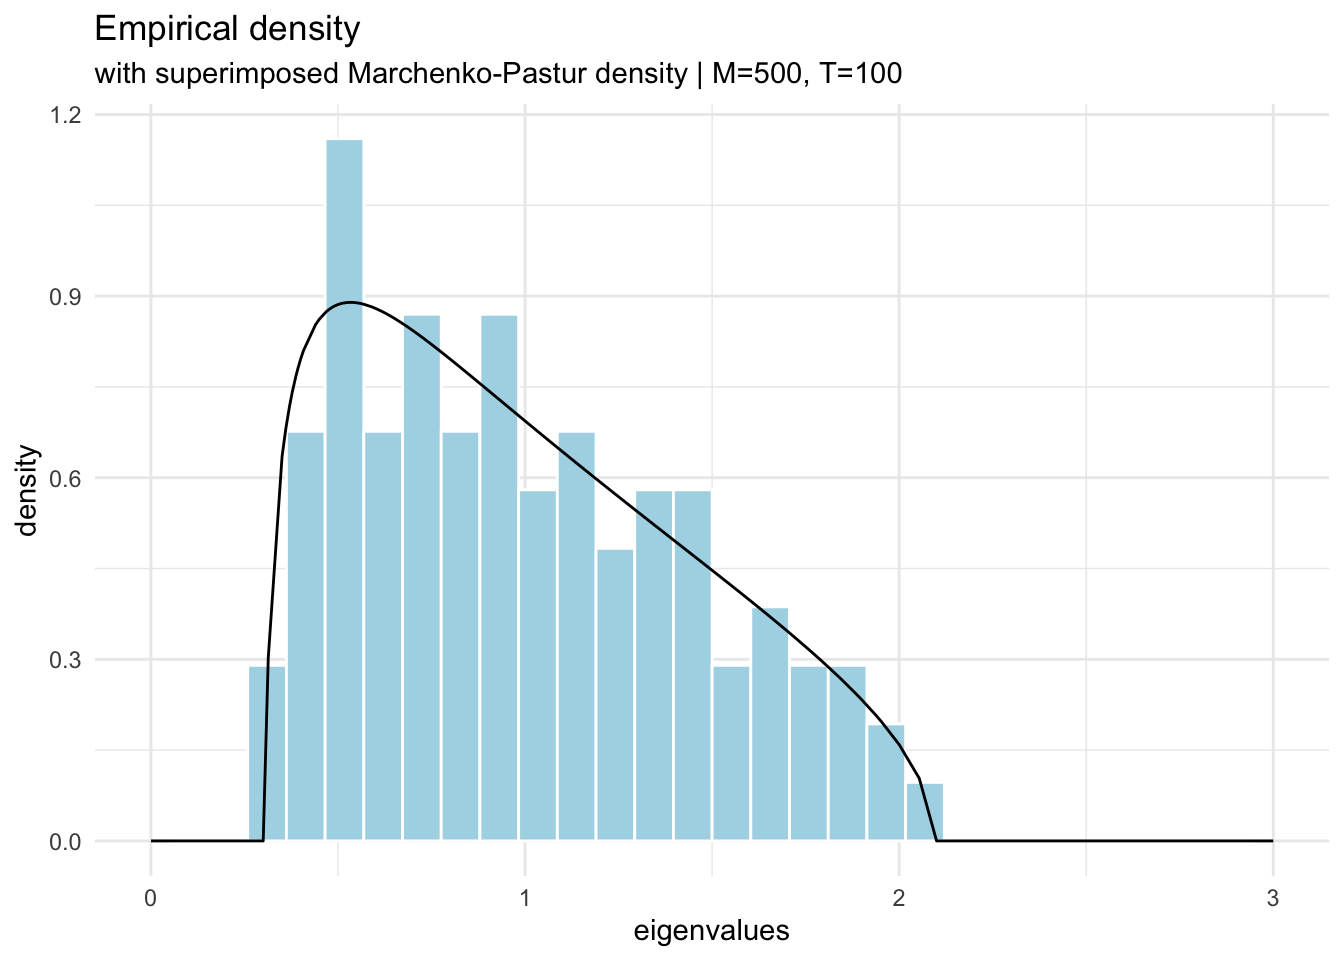 Empirical density
with superimposed Marchenko-Pastur density | M=500, T=100
1.2
0.9
0.6
0.3
0.0
density
0 1 2 3
eigenvalues